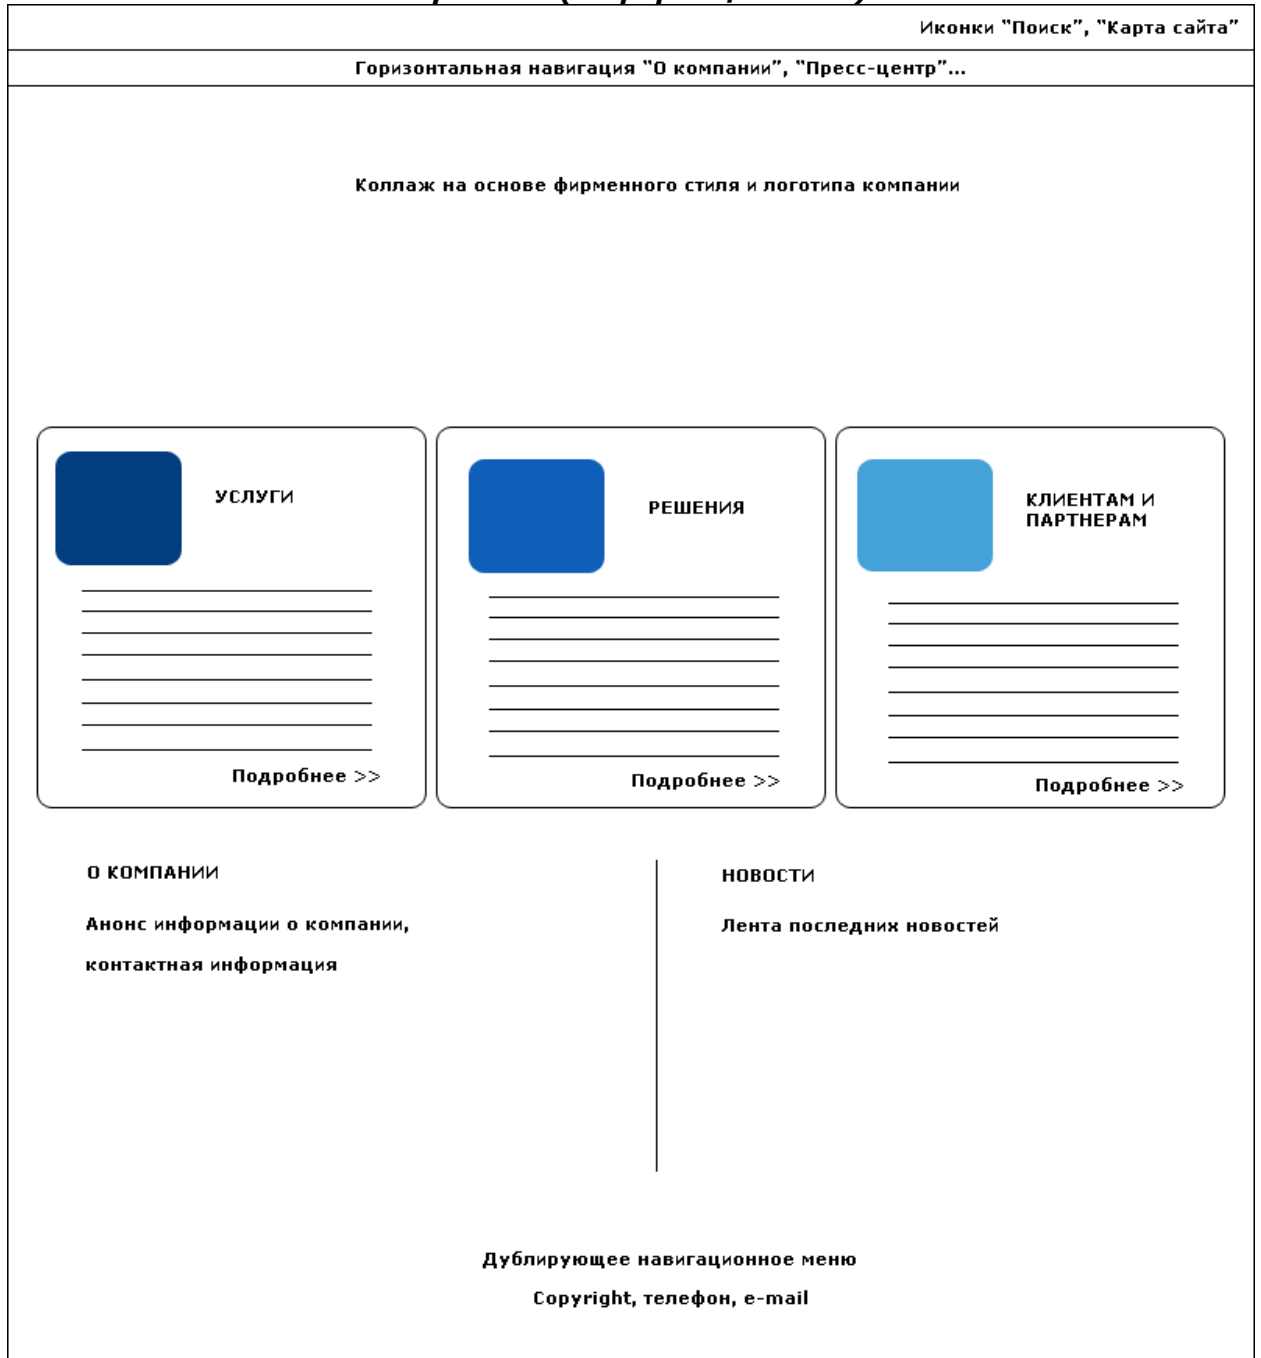 Иконки “Поиск”, “Карта сайта”
Горизонтальная навигация “О компании”, “Пресс-центр”...
Коллаж на основе фирменного стиля и логотипа компании
УСЛУГИ
Подробнее >>
РЕШЕНИЯ
Подробнее >>
КЛИЕНТАМ И
ПАРТНЕРАМ
Подробнее >>
О КОМПАНИИ
Анонс информации о компании,
контактная информация
НОВОСТИ
Лента последних новостей
Дублирующее навигационное меню
Copyright, телефон, e-mail